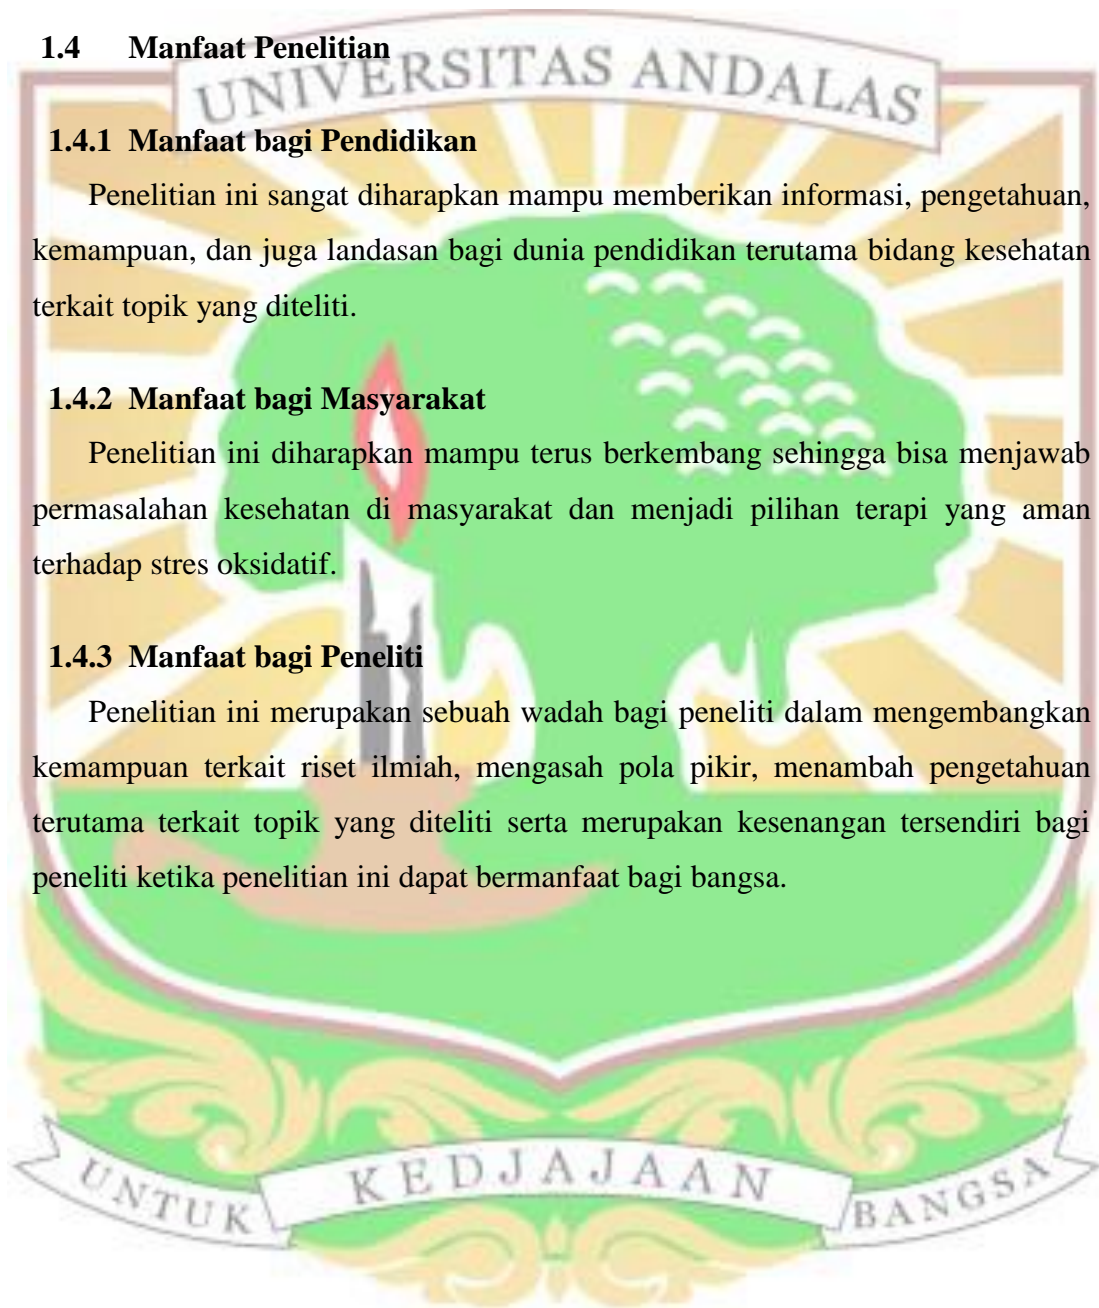 1.4 Manfaat Penelitian
UNIVERSITAS ANDALAS
1.4.1 Manfaat bagi Pendidikan
Penelitian ini sangat diharapkan mampu memberikan informasi, pengetahuan,
kemampuan, dan juga landasan bagi dunia pendidikan terutama bidang kesehatan
terkait topik yang diteliti.
1.4.2 Manfaat bagi Masyarakat
Penelitian ini diharapkan mampu terus berkembang sehingga bisa menjawab
permasalahan kesehatan di masyarakat dan menjadi pilihan terapi yang aman
terhadap stres oksidatif.
1.4.3 Manfaat bagi Peneliti
Penelitian ini merupakan sebuah wadah bagi peneliti dalam mengembangkan
kemampuan terkait riset ilmiah, mengasah pola pikir, menambah pengetahuan
terutama terkait topik yang diteliti serta merupakan kesenangan tersendiri bagi
peneliti ketika penelitian ini dapat bermanfaat bagi bangsa.
UNTUK KEDJAJAAN BANGSA